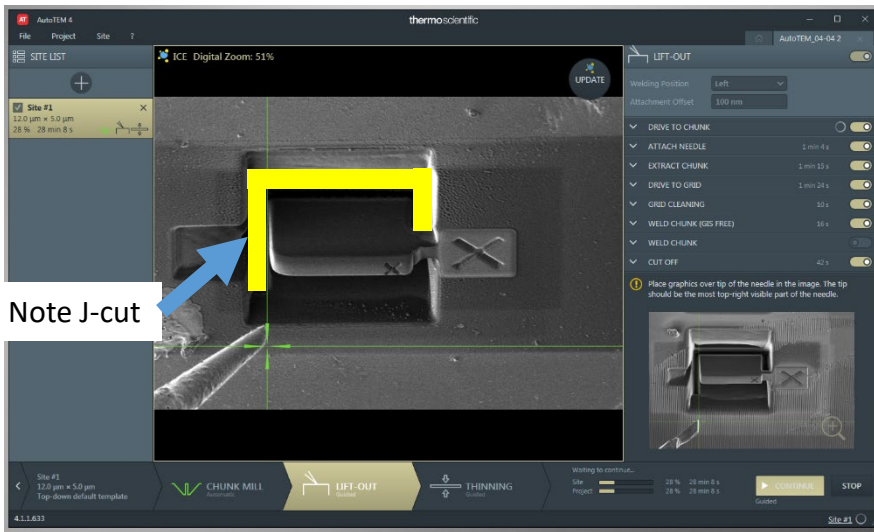 AT AutoTEM 4
thermoscientific
File Project Site ?
AutoTEM_04-04 2
SITE LIST
Site #1
12.0 µm × 5.0 µm
28 % 28 min 8 s
ICE Digital Zoom: 51%
UPDATE
Note J-cut
LIFT-OUT
Welding Position Left
Attachment Offset 100 nm
DRIVE TO CHUNK
ATTACH NEEDLE 1 min 4 s
EXTRACT CHUNK 1 min 15 s
DRIVE TO GRID 1 min 24 s
GRID CLEANING 10 s
WELD CHUNK (GIS FREE) 16 s
WELD CHUNK
CUT OFF 42 s
Place graphics over tip of the needle in the image. The tip
should be the most top-right visible part of the needle.
Site #1
12.0 µm × 5.0 µm
Top-down default template
CHUNK MILL
Automatic
LIFT-OUT
Guided
THINNING
Guided
Waiting to continue...
Site 28 % 28 min 8 s
Project 28 % 28 min 8 s
CONTINUE
Guided
STOP
4.1.1.633
Site #1